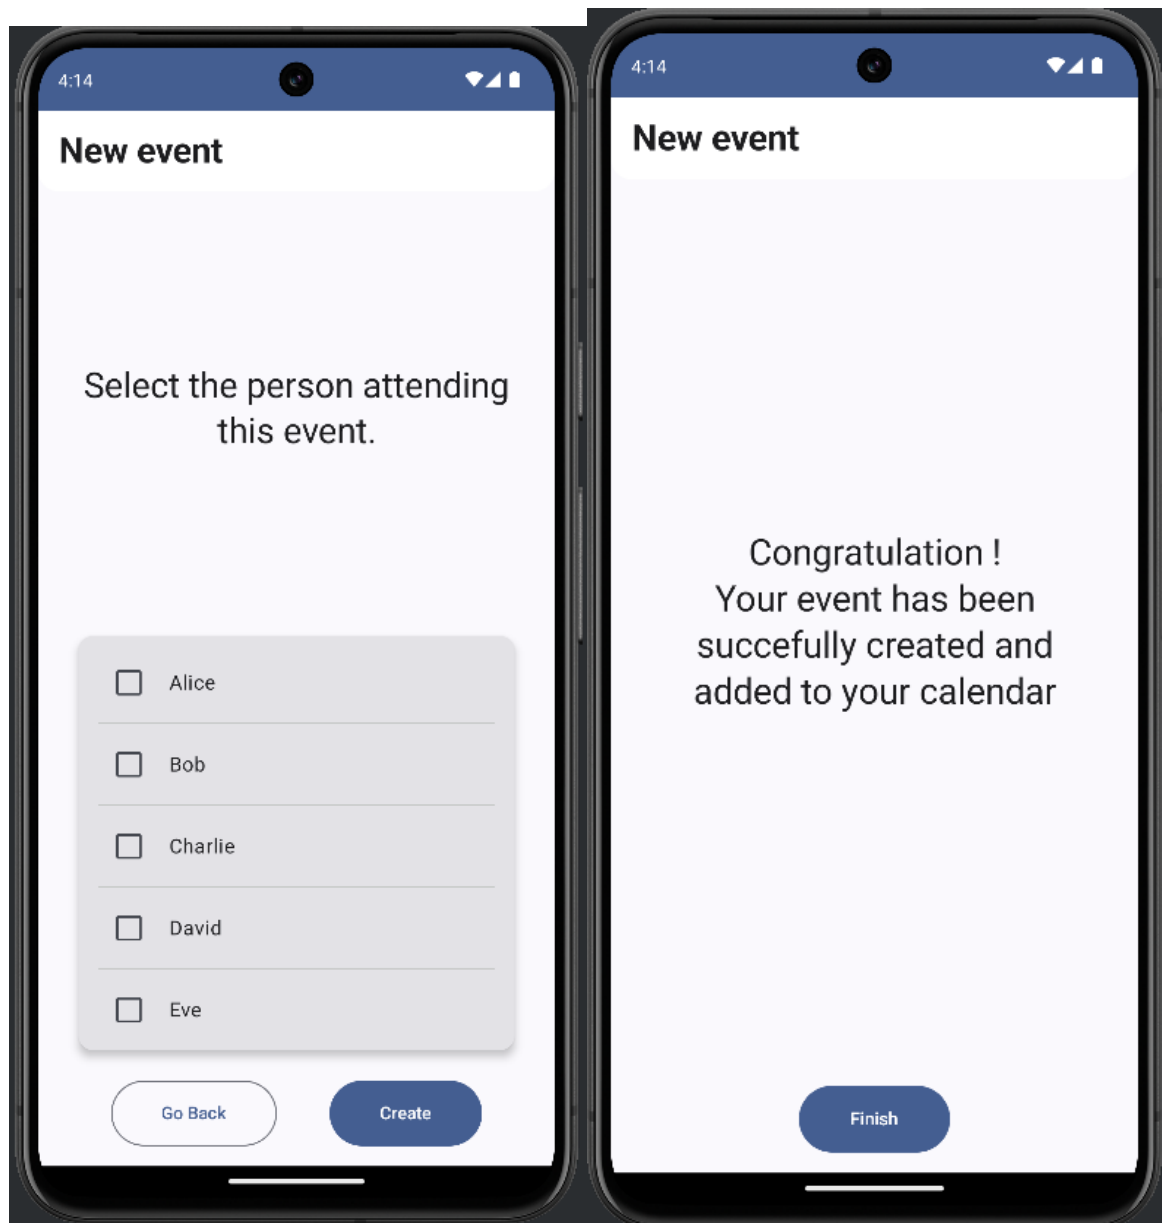 4:14
New event
Select the person attending
this event.
Alice
Bob
Charlie
David
Eve
Go Back
Create
4:14
New event
Congratulation !
Your event has been
succefully created and
added to your calendar
Finish